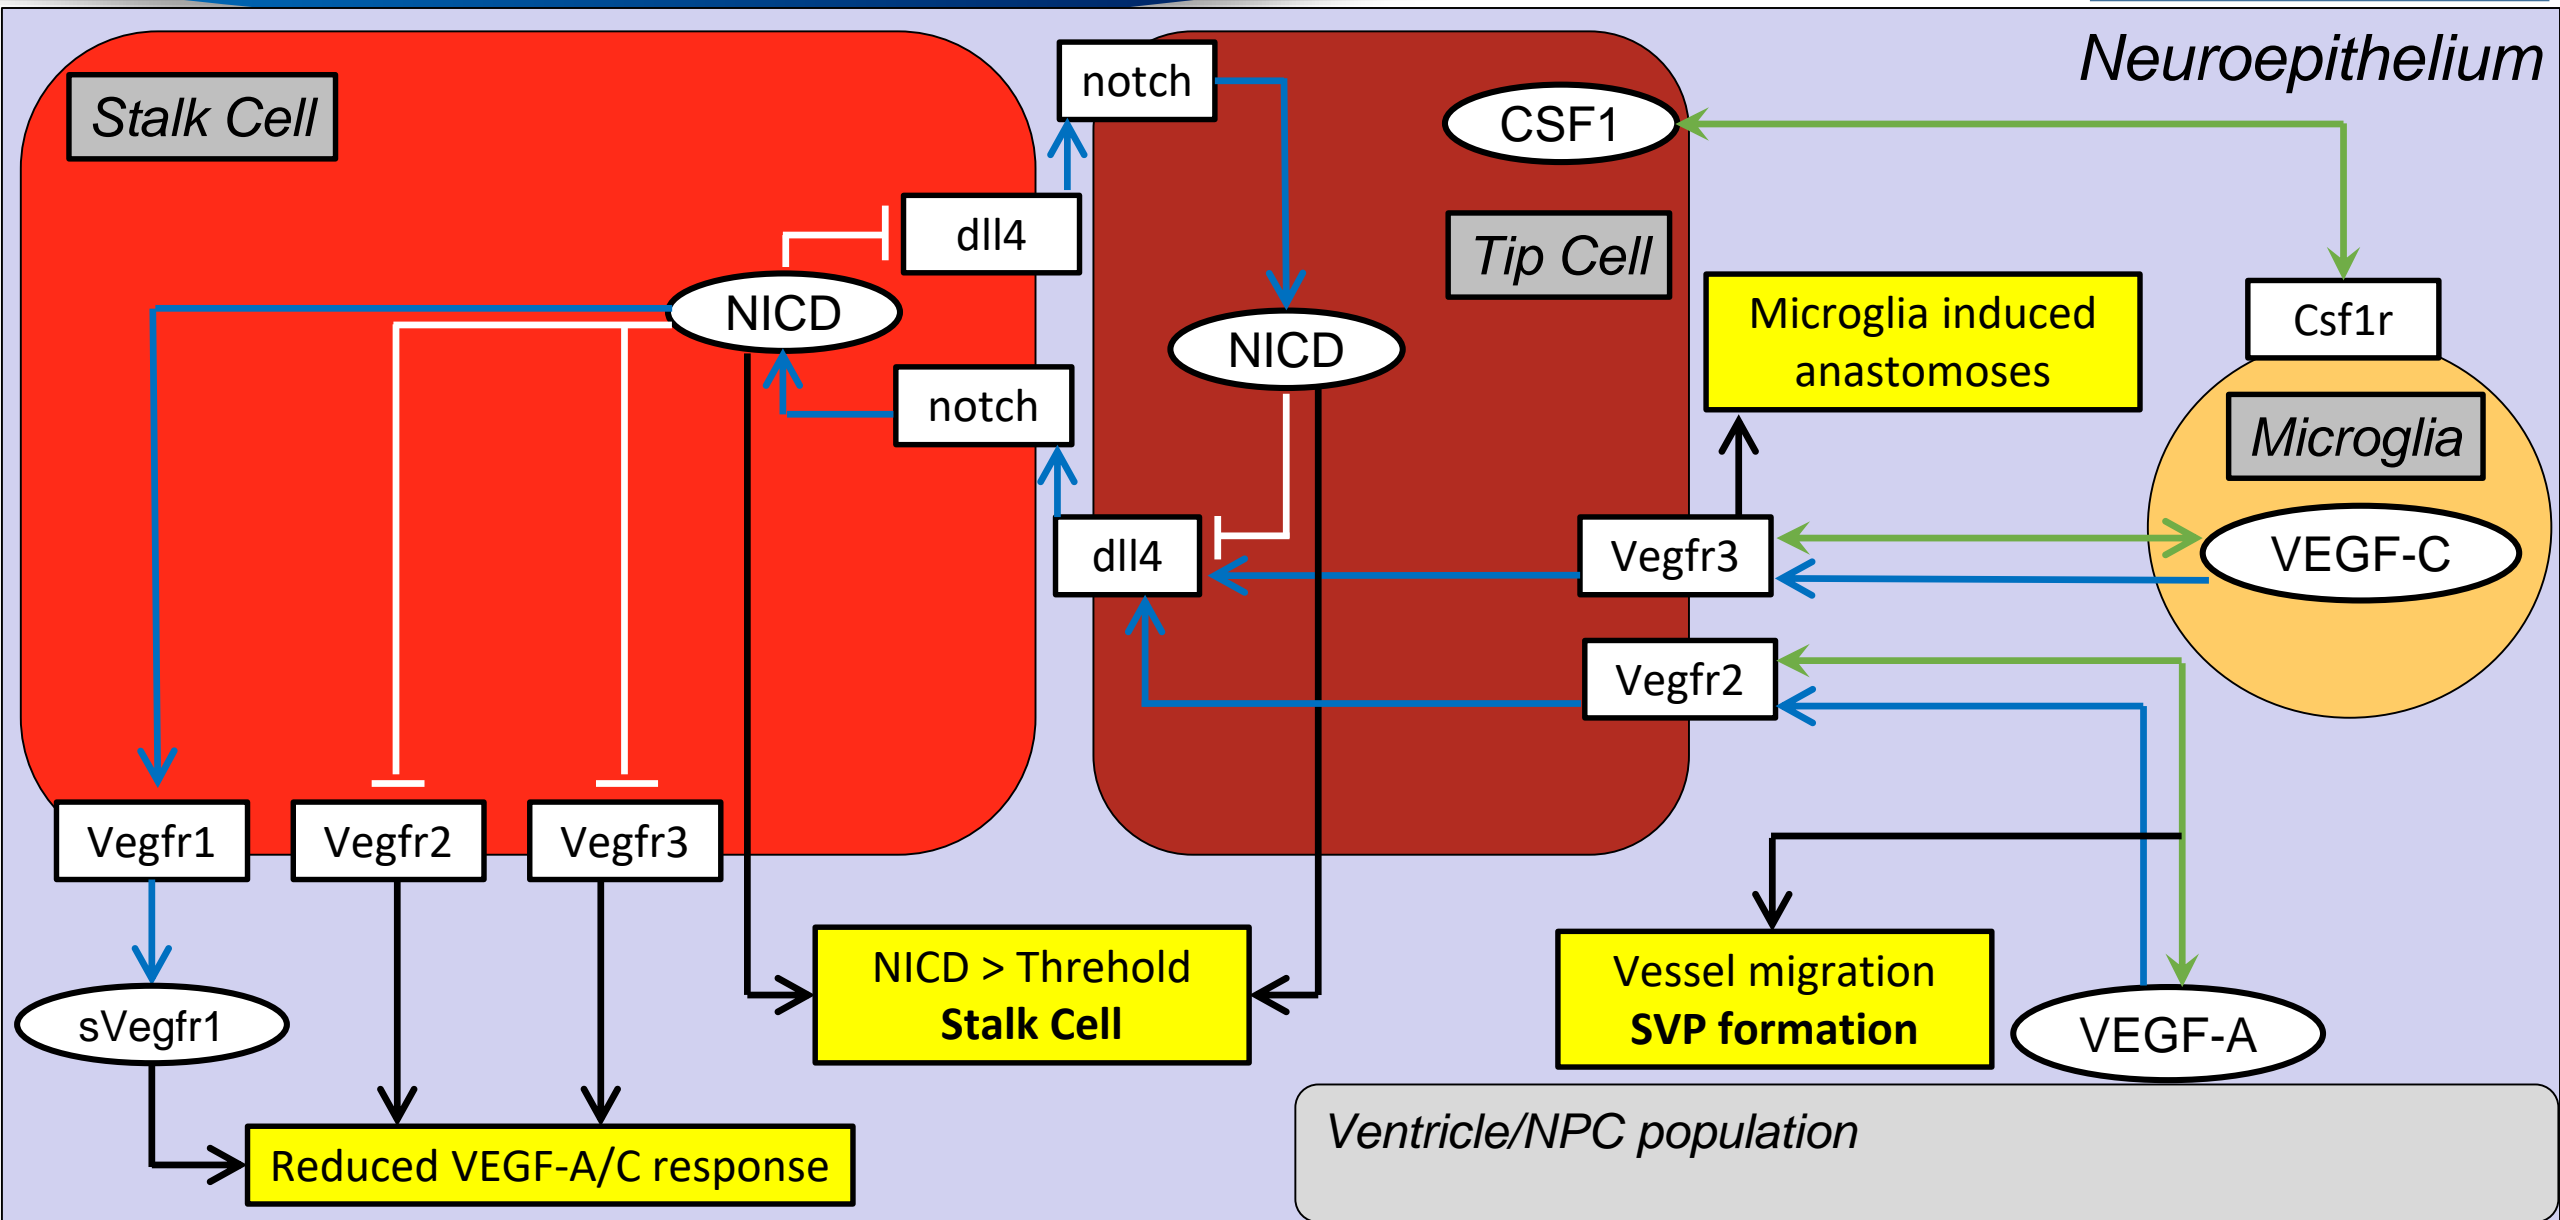 Neuroepithelium
Stalk Cell
notch
CSF1
dll4
Tip Cell
NICD
NICD
Microglia induced
anastomoses
Csf1r
notch
Microglia
dll4
Vegfr3
VEGF-C
Vegfr2
Vegfr1
Vegfr2
Vegfr3
NICD > Threhold
Stalk Cell
Vessel migration
SVP formation
sVegfr1
VEGF-A
Ventricle/NPC population
Reduced VEGF-A/C response